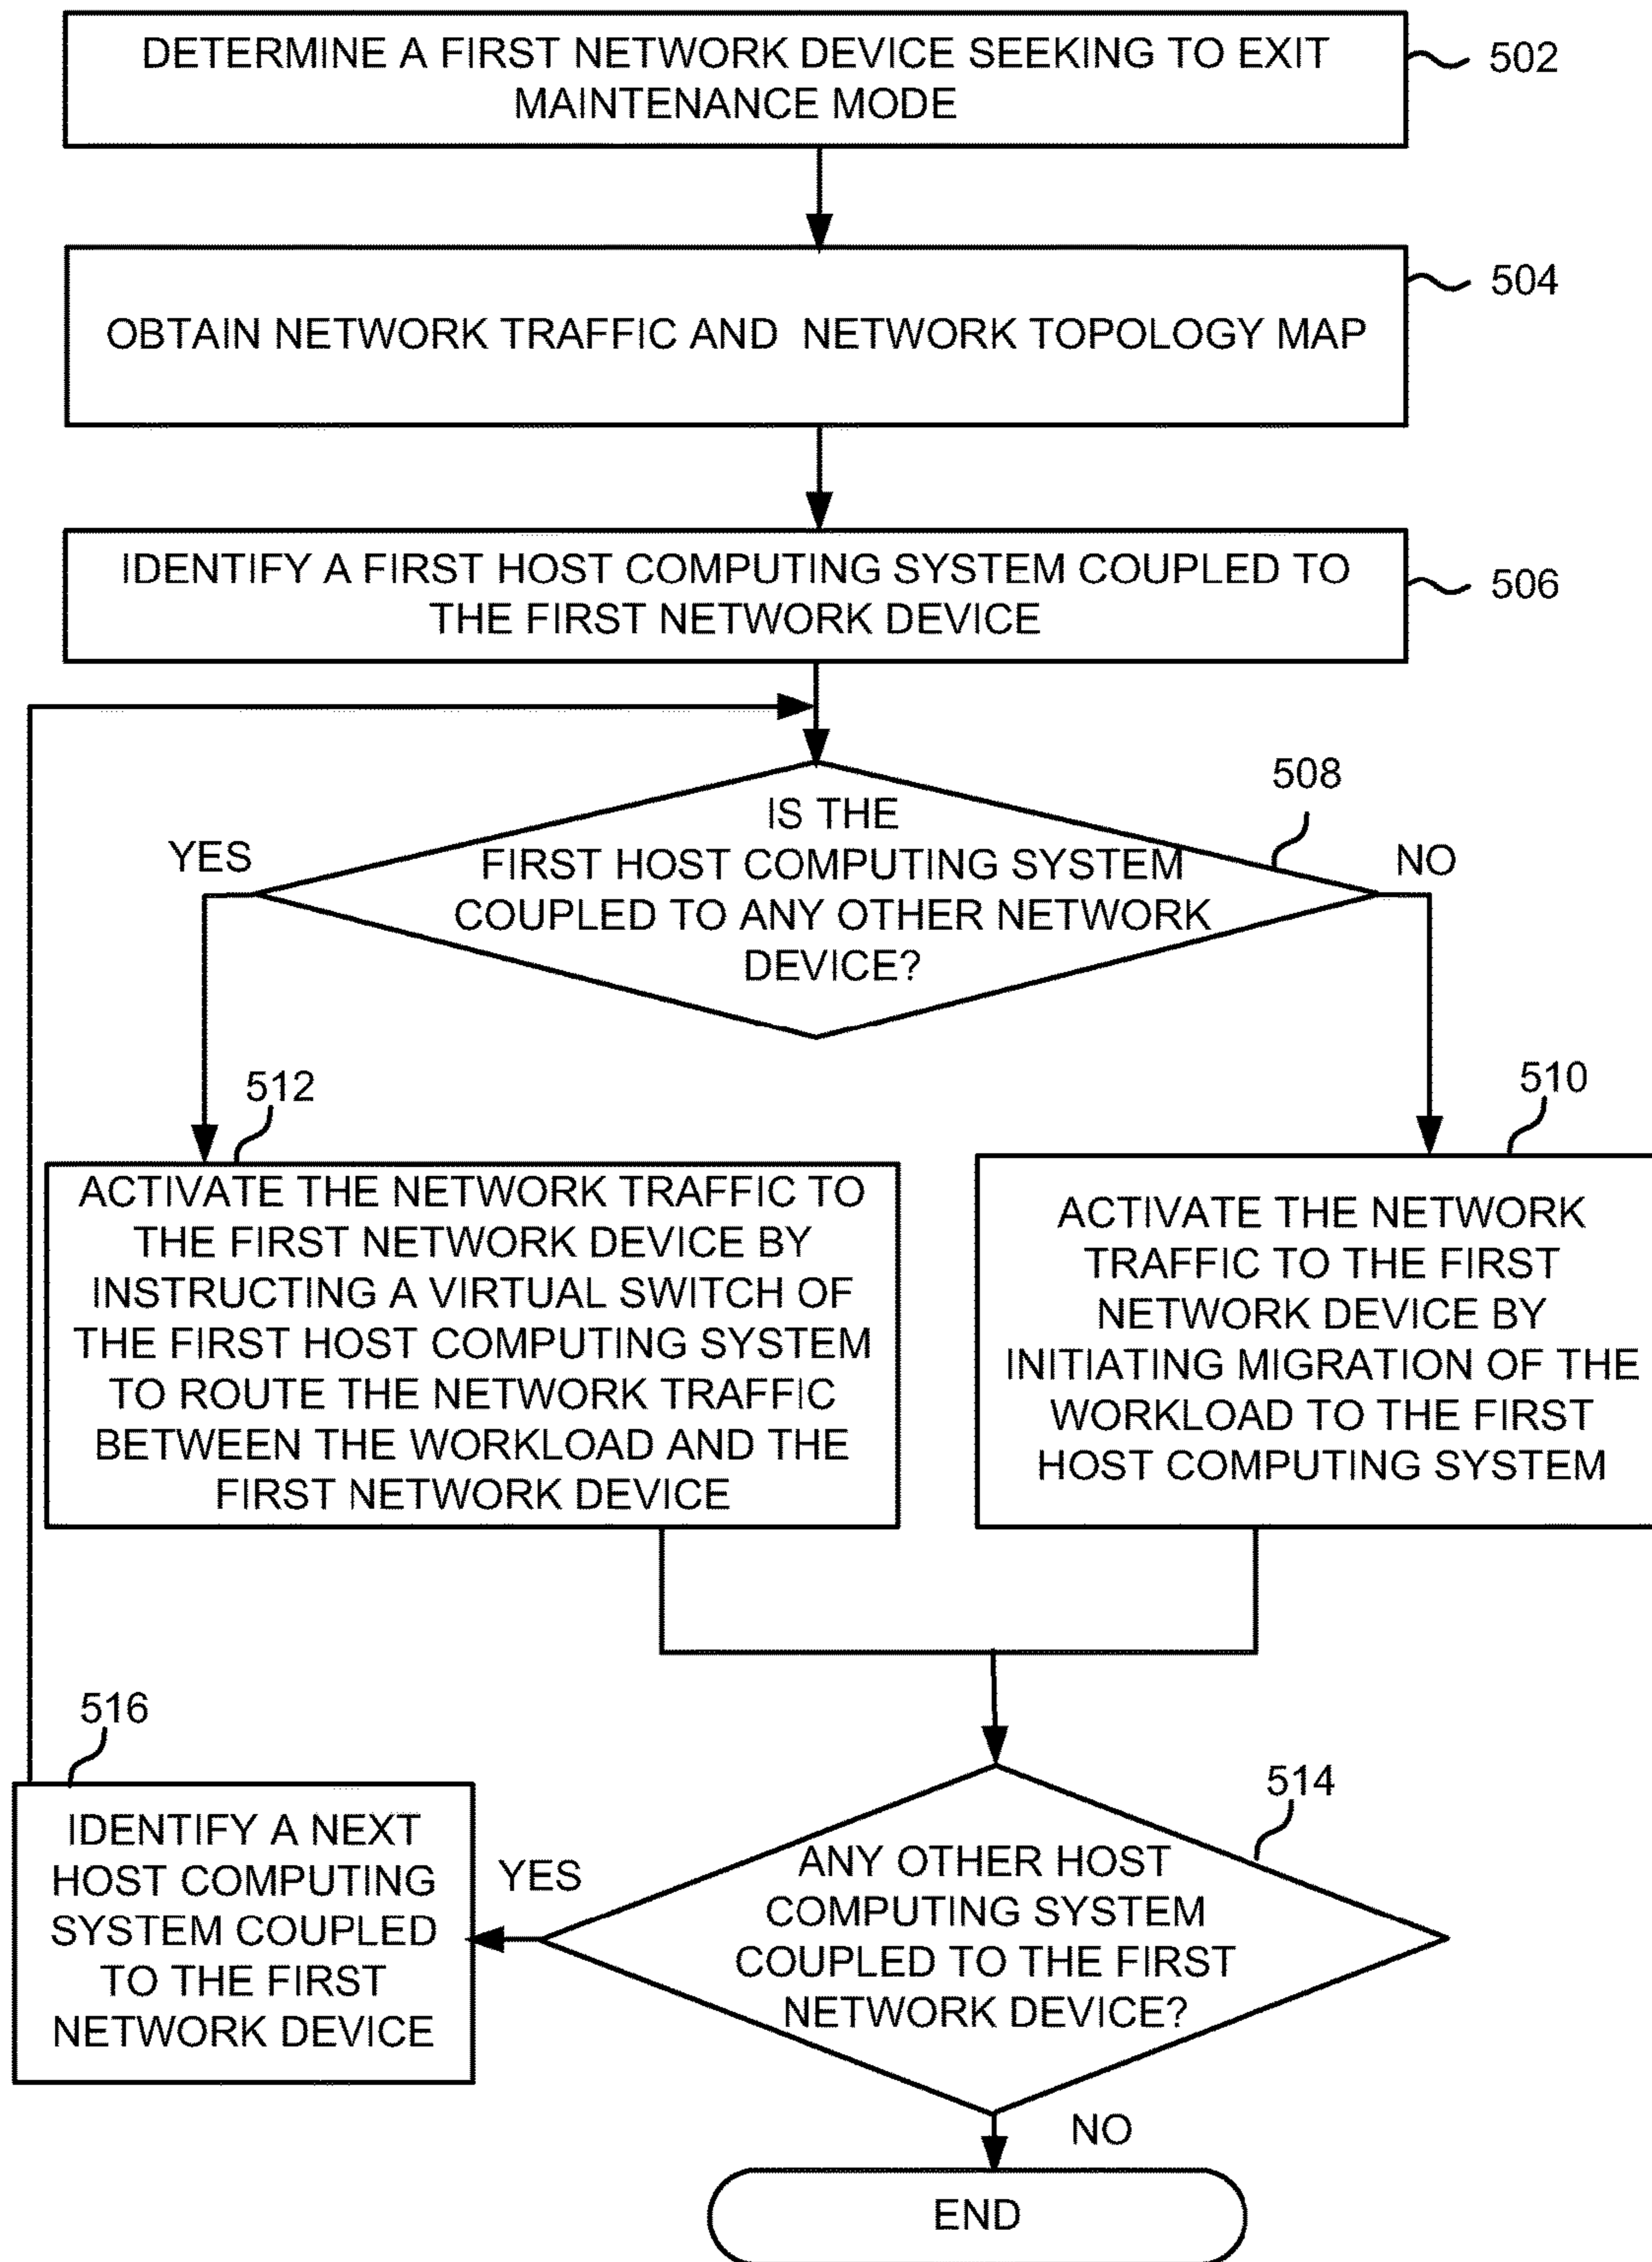 DETERMINE A FIRST NETWORK DEVICE SEEKING TO EXIT
MAINTENANCE MODE
502
OBTAIN NETWORK TRAFFIC AND NETWORK TOPOLOGY MAP
504
IDENTIFY A FIRST HOST COMPUTING SYSTEM COUPLED TO
THE FIRST NETWORK DEVICE
506
508
IS THE
FIRST HOST COMPUTING SYSTEM
COUPLED TO ANY OTHER NETWORK
DEVICE?
YES
NO
512
ACTIVATE THE NETWORK TRAFFIC TO
THE FIRST NETWORK DEVICE BY
INSTRUCTING A VIRTUAL SWITCH OF
THE FIRST HOST COMPUTING SYSTEM
TO ROUTE THE NETWORK TRAFFIC
BETWEEN THE WORKLOAD AND THE
FIRST NETWORK DEVICE
510
ACTIVATE THE NETWORK
TRAFFIC TO THE FIRST
NETWORK DEVICE BY
INITIATING MIGRATION OF THE
WORKLOAD TO THE FIRST
HOST COMPUTING SYSTEM
514
ANY OTHER HOST
COMPUTING SYSTEM
COUPLED TO THE FIRST
NETWORK DEVICE?
YES
516
IDENTIFY A NEXT
HOST COMPUTING
SYSTEM COUPLED
TO THE FIRST
NETWORK DEVICE
NO
END